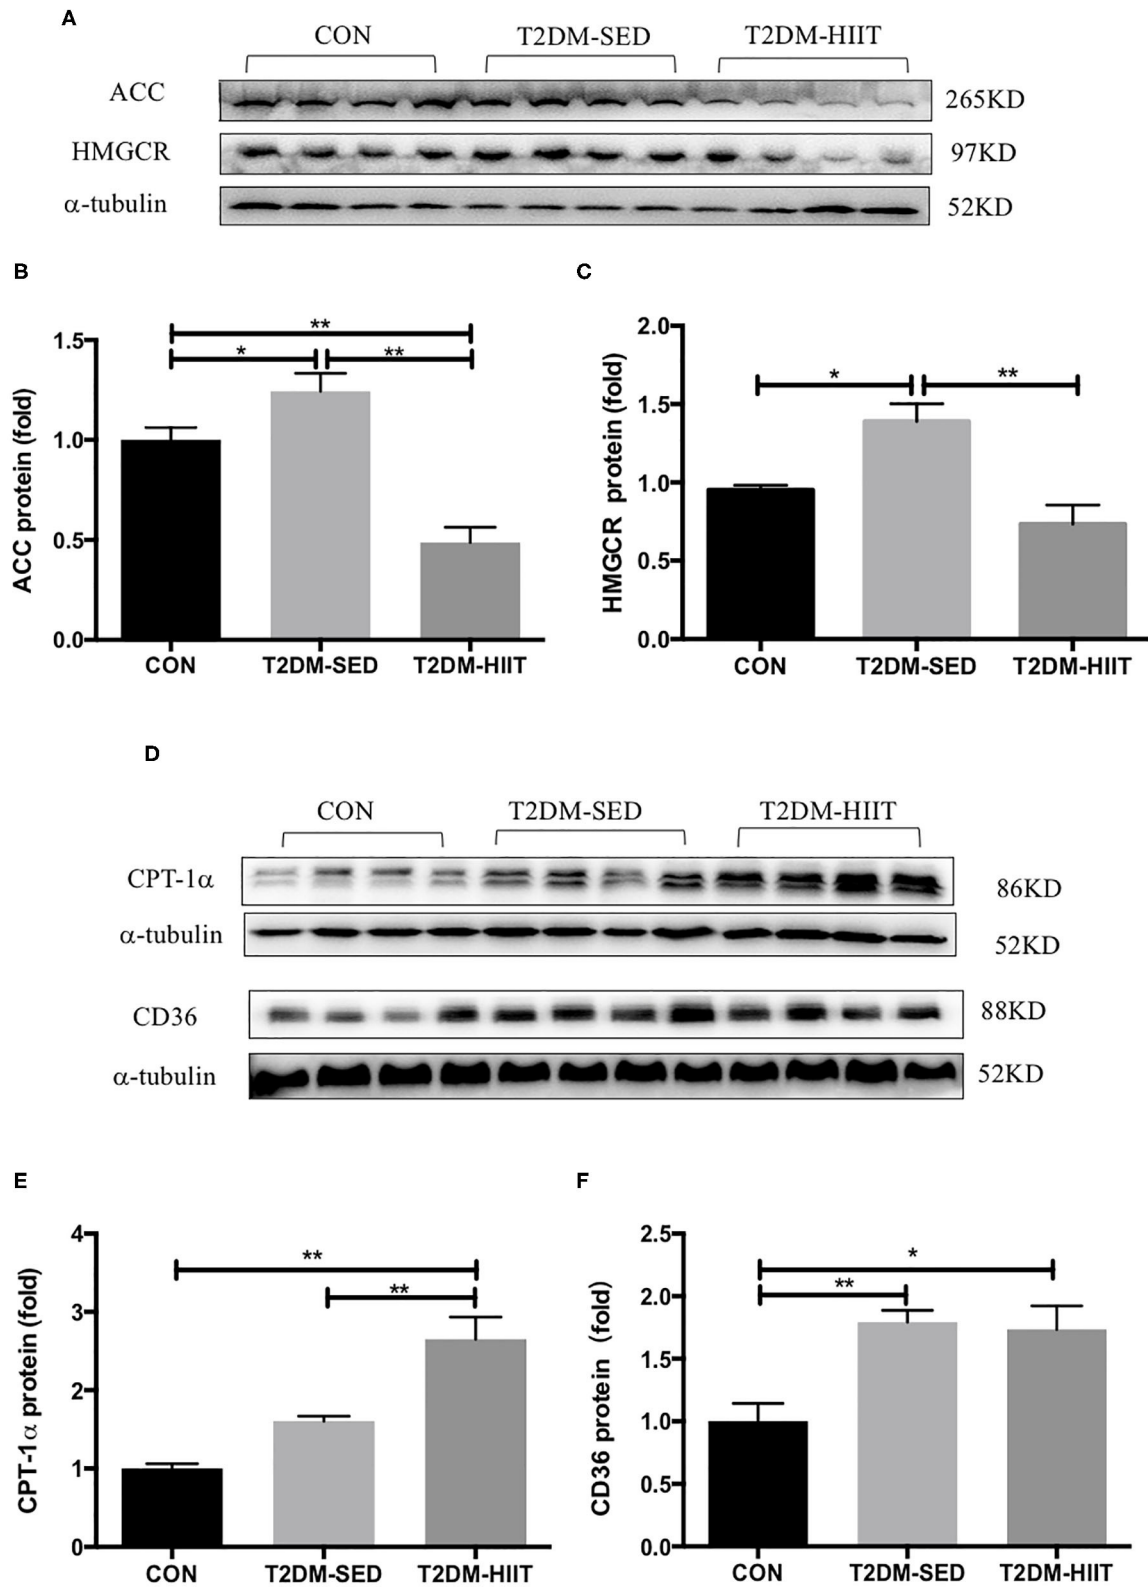 A
CON T2DM-SED T2DM-HIIT
ACC 265KD
HMGCR 97KD
α-tubulin 52KD
B
ACC protein (fold)
1.5
1.0
0.5
0.0
**
* **
CON T2DM-SED T2DM-HIIT
C
HMGCR protein (fold)
2.0
1.5
1.0
0.5
0.0
* **
CON T2DM-SED T2DM-HIIT
D
CON T2DM-SED T2DM-HIIT
CPT-1α 86KD
α-tubulin 52KD
CD36 88KD
α-tubulin 52KD
E
CPT-1α protein (fold)
4
3
2
1
0
**
**
CON T2DM-SED T2DM-HIIT
F
CD36 protein (fold)
2.5
2.0
1.5
1.0
0.5
0.0
*
**
CON T2DM-SED T2DM-HIIT